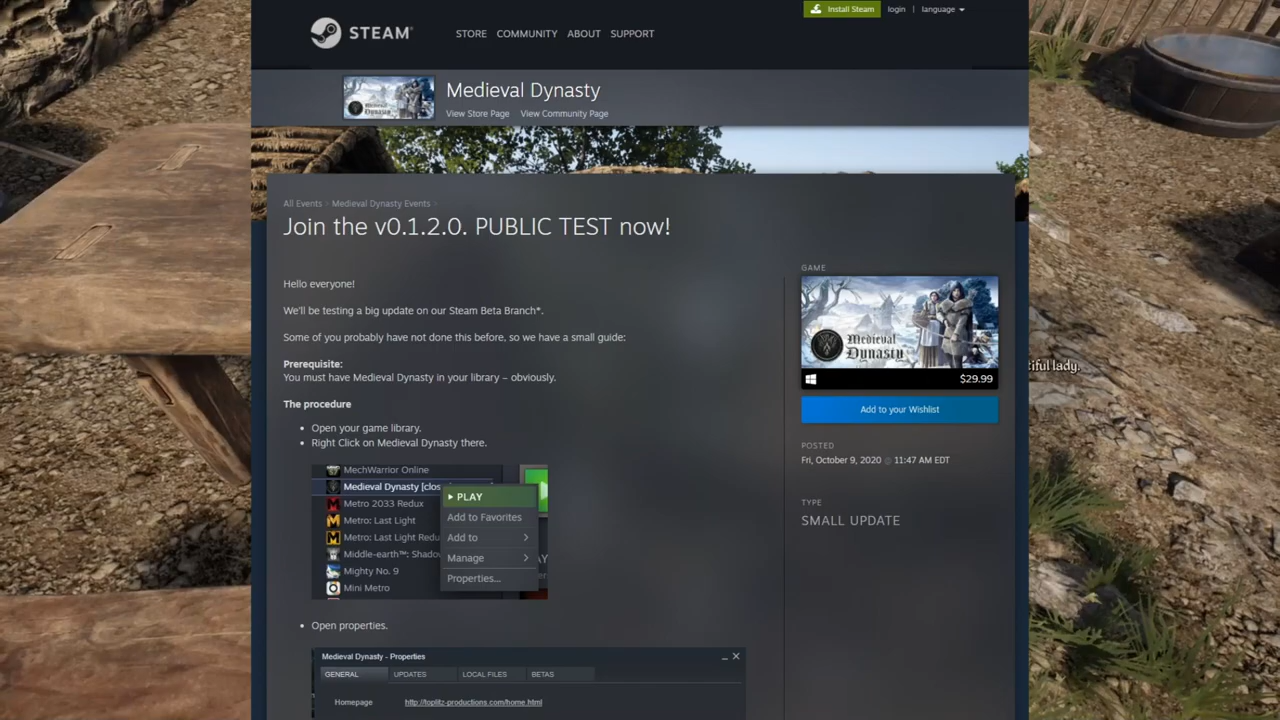 Install Steam
login | language
STEAM®
STORE COMMUNITY ABOUT SUPPORT
Medieval Dynasty
Medieval Dynasty
View Store Page View Community Page
All Events > Medieval Dynasty Events >
Join the v0.1.2.0. PUBLIC TEST now!
Hello everyone!
We'll be testing a big update on our Steam Beta Branch*.
Some of you probably have not done this before, so we have a small guide:
Prerequisite:
You must have Medieval Dynasty in your library – obviously.
The procedure
• Open your game library.
• Right Click on Medieval Dynasty there.
MechWarrior Online
Medieval Dynasty [clos
Metro 2033 Redux
Metro: Last Light
Metro: Last Light Redu
Middle-earth™: Shado
Mighty No. 9
Mini Metro
PLAY
Add to Favorites
Add to >
Manage >
Properties...
AY
• Open properties.
Medieval Dynasty - Properties
GENERAL UPDATES LOCAL FILES BETAS
Homepage http://toplitz-productions.com/home.html
GAME
Medieval Dynasty
$29.99
Add to your Wishlist
POSTED
Fri, October 9, 2020 @ 11:47 AM EDT
TYPE
SMALL UPDATE
tiful lady.